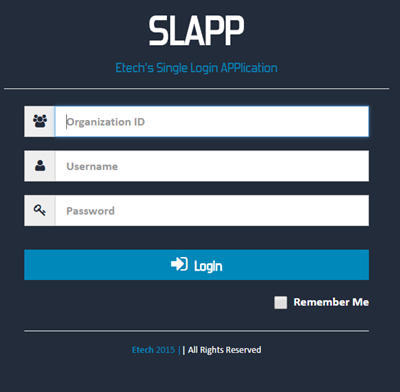 SLAPP
Etech's Single Login APPlication
Organization ID
Username
Password
Login
Remember Me
Etech 2015 || All Rights Reserved